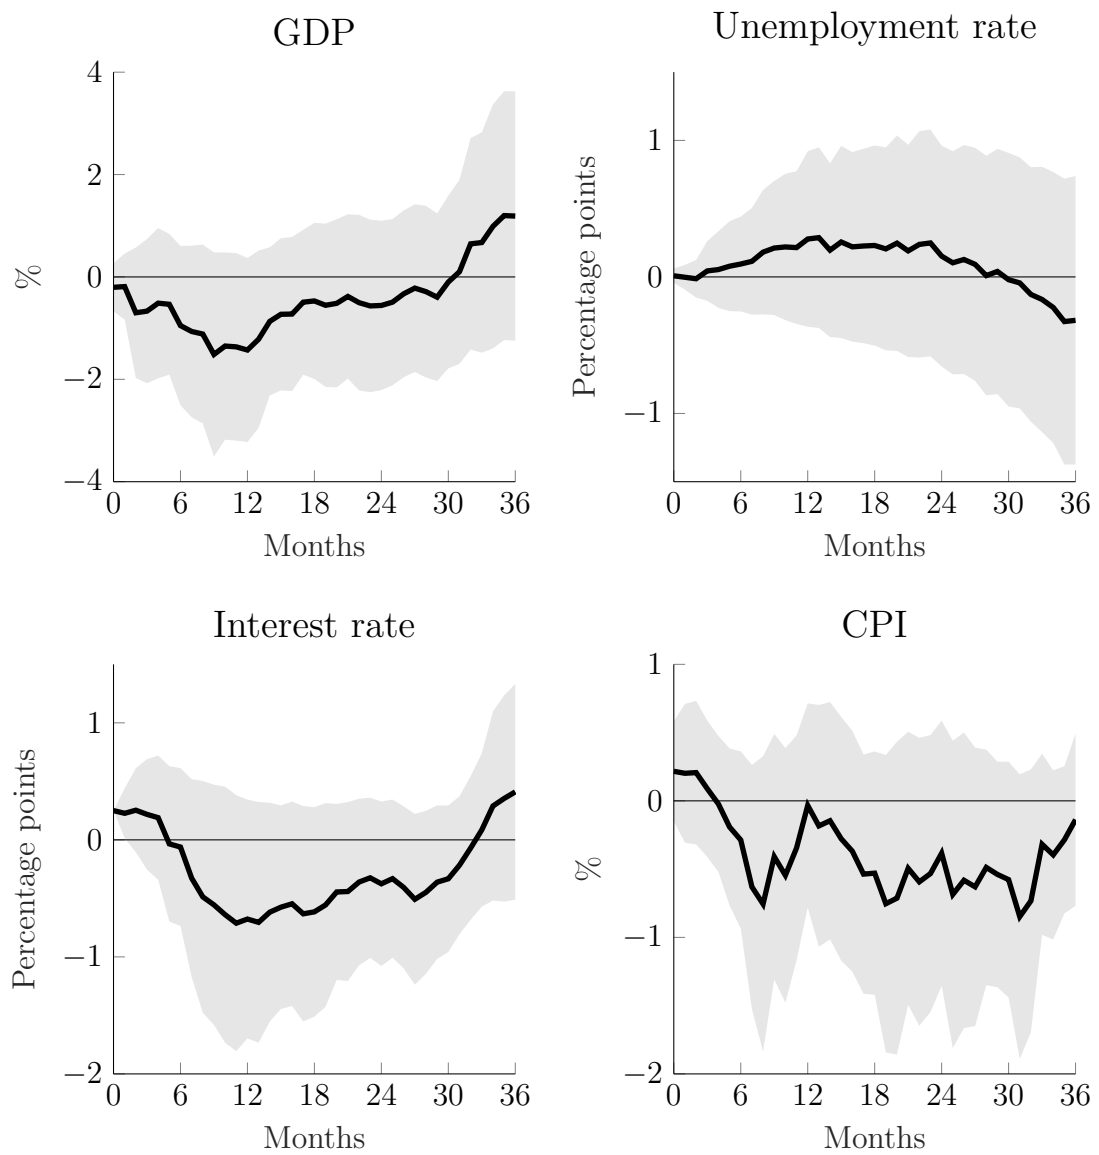 GDP
4
2
0
−2
−4
%
0 6 12 18 24 30 36
Months
Unemployment rate
1
0
−1
Percentage points
0 6 12 18 24 30 36
Months
Interest rate
1
0
−1
−2
Percentage points
0 6 12 18 24 30 36
Months
CPI
1
0
−1
−2
%
0 6 12 18 24 30 36
Months